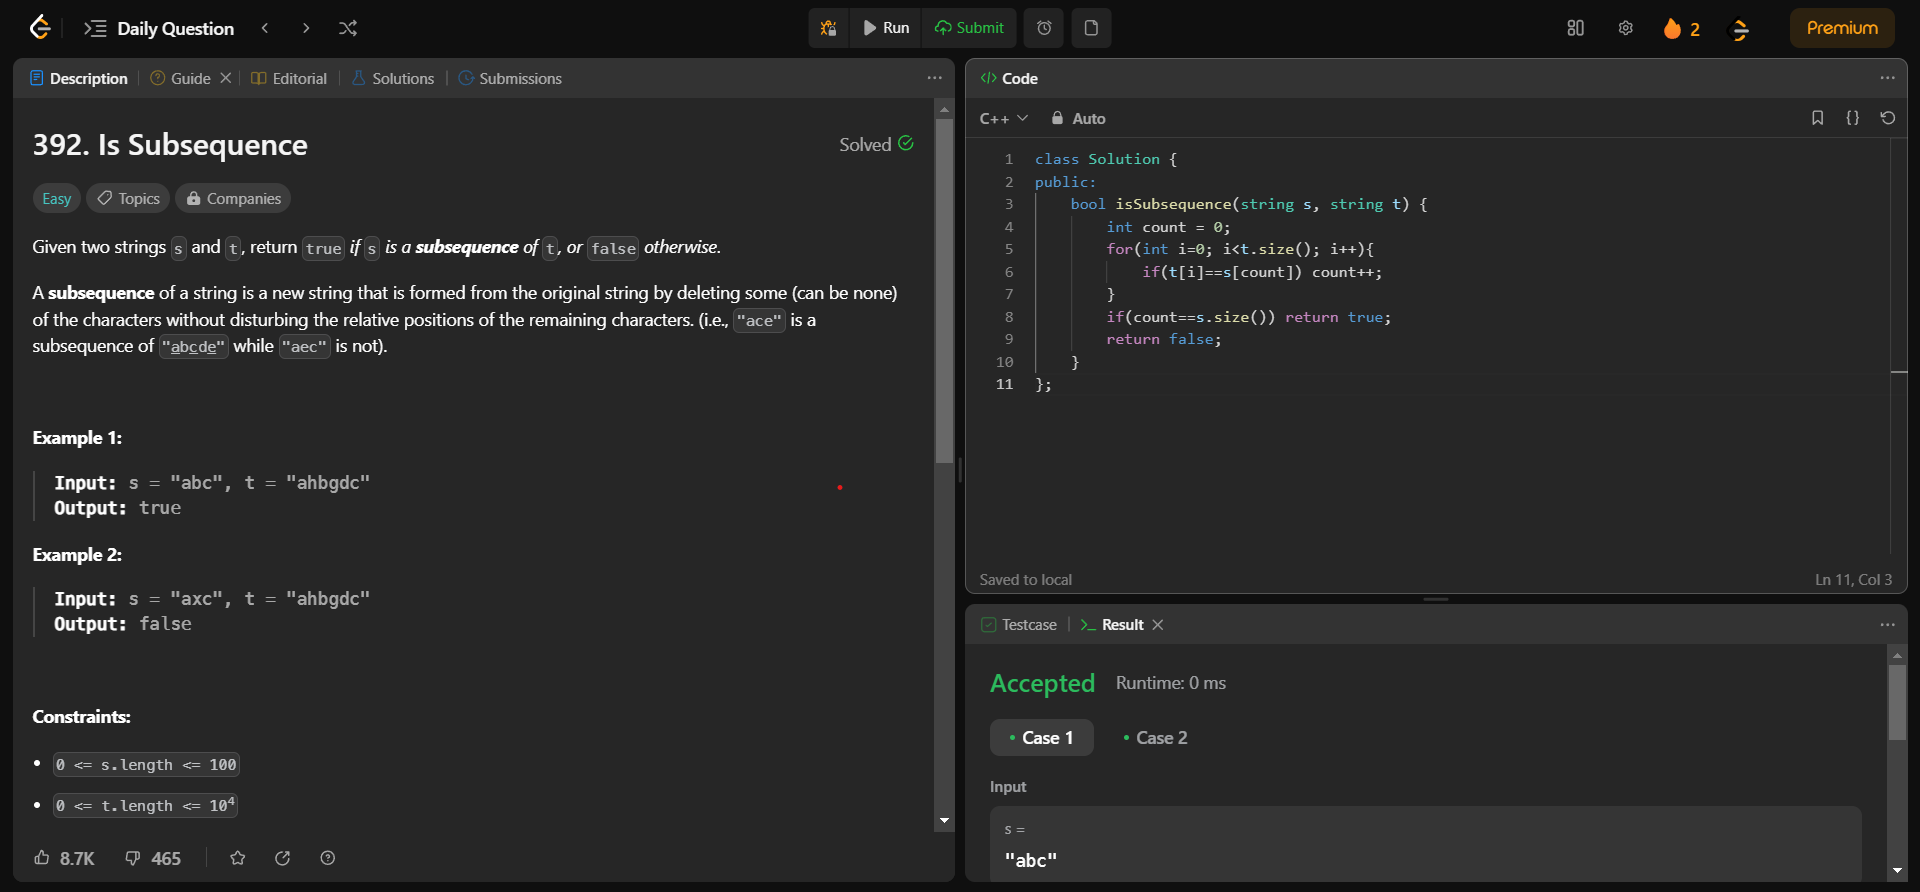 Daily Question
Run
Submit
2
Premium
Description
Guide
Editorial
Solutions
Submissions
392. Is Subsequence
Solved
Easy
Topics
Companies
Given two strings s and t, return true if s is a subsequence of t, or false otherwise.
A subsequence of a string is a new string that is formed from the original string by deleting some (can be none)
of the characters without disturbing the relative positions of the remaining characters. (i.e., "ace" is a
subsequence of "abcde" while "aec" is not).
Example 1:
Input: s = "abc", t = "ahbgdc"
Output: true
Example 2:
Input: s = "axc", t = "ahbgdc"
Output: false
Constraints:
• 0 <= s.length <= 100
• 0 <= t.length <= 10⁴
8.7K
465
Code
C++
Auto
1 class Solution {
2 public:
3 bool isSubsequence(string s, string t) {
4 int count = 0;
5 for(int i=0; i<t.size(); i++){
6 if(t[i]==s[count]) count++;
7 }
8 if(count==s.size()) return true;
9 return false;
10 }
11 };
Saved to local
Ln 11, Col 3
Testcase
Result
Accepted
Runtime: 0 ms
• Case 1
• Case 2
Input
s =
"abc"